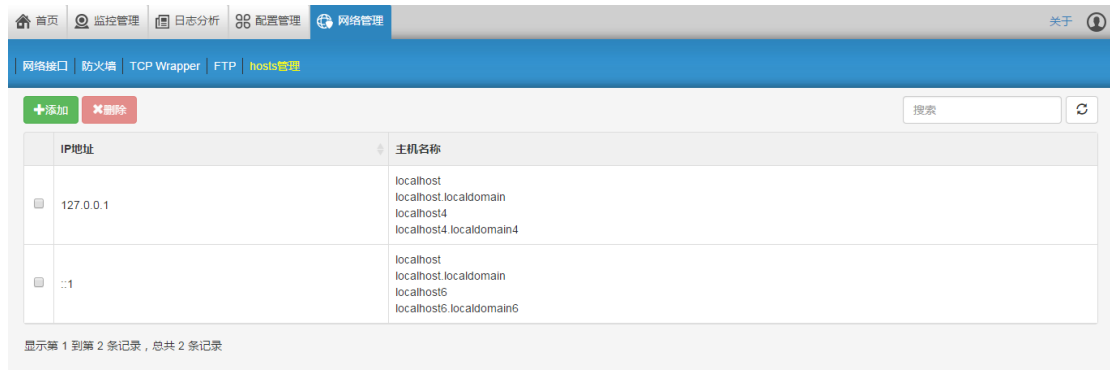 首页 监控管理 日志分析 配置管理 网络管理 关于
网络接口 防火墙 TCP Wrapper FTP hosts管理
添加 删除 搜索
IP地址 主机名称
localhost
localhost.localdomain
127.0.0.1
localhost4
localhost4.localdomain4
localhost
localhost.localdomain
::1
localhost6
localhost6.localdomain6
显示第 1 到第 2 条记录，总共 2 条记录